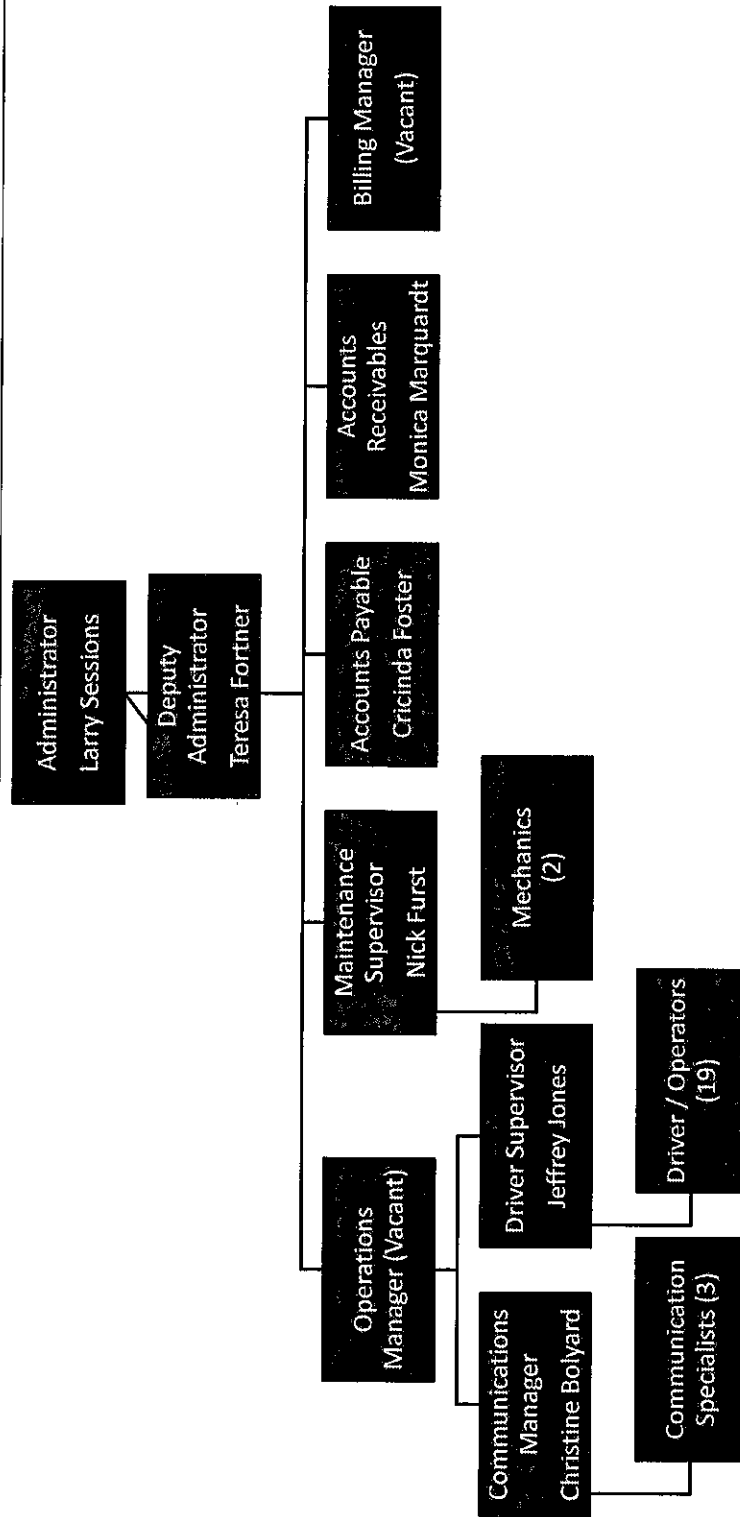 Administrator
Larry Sessions
Deputy
Administrator
Teresa Fortner
Operations
Manager (Vacant)
Maintenance
Supervisor
Nick Furst
Accounts Payable
Cricinda Foster
Accounts
Receivables
Monica Marquardt
Billing Manager
(Vacant)
Communications
Manager
Christine Bolyard
Driver Supervisor
Jeffrey Jones
Mechanics
(2)
Communication
Specialists (3)
Driver / Operators
(19)